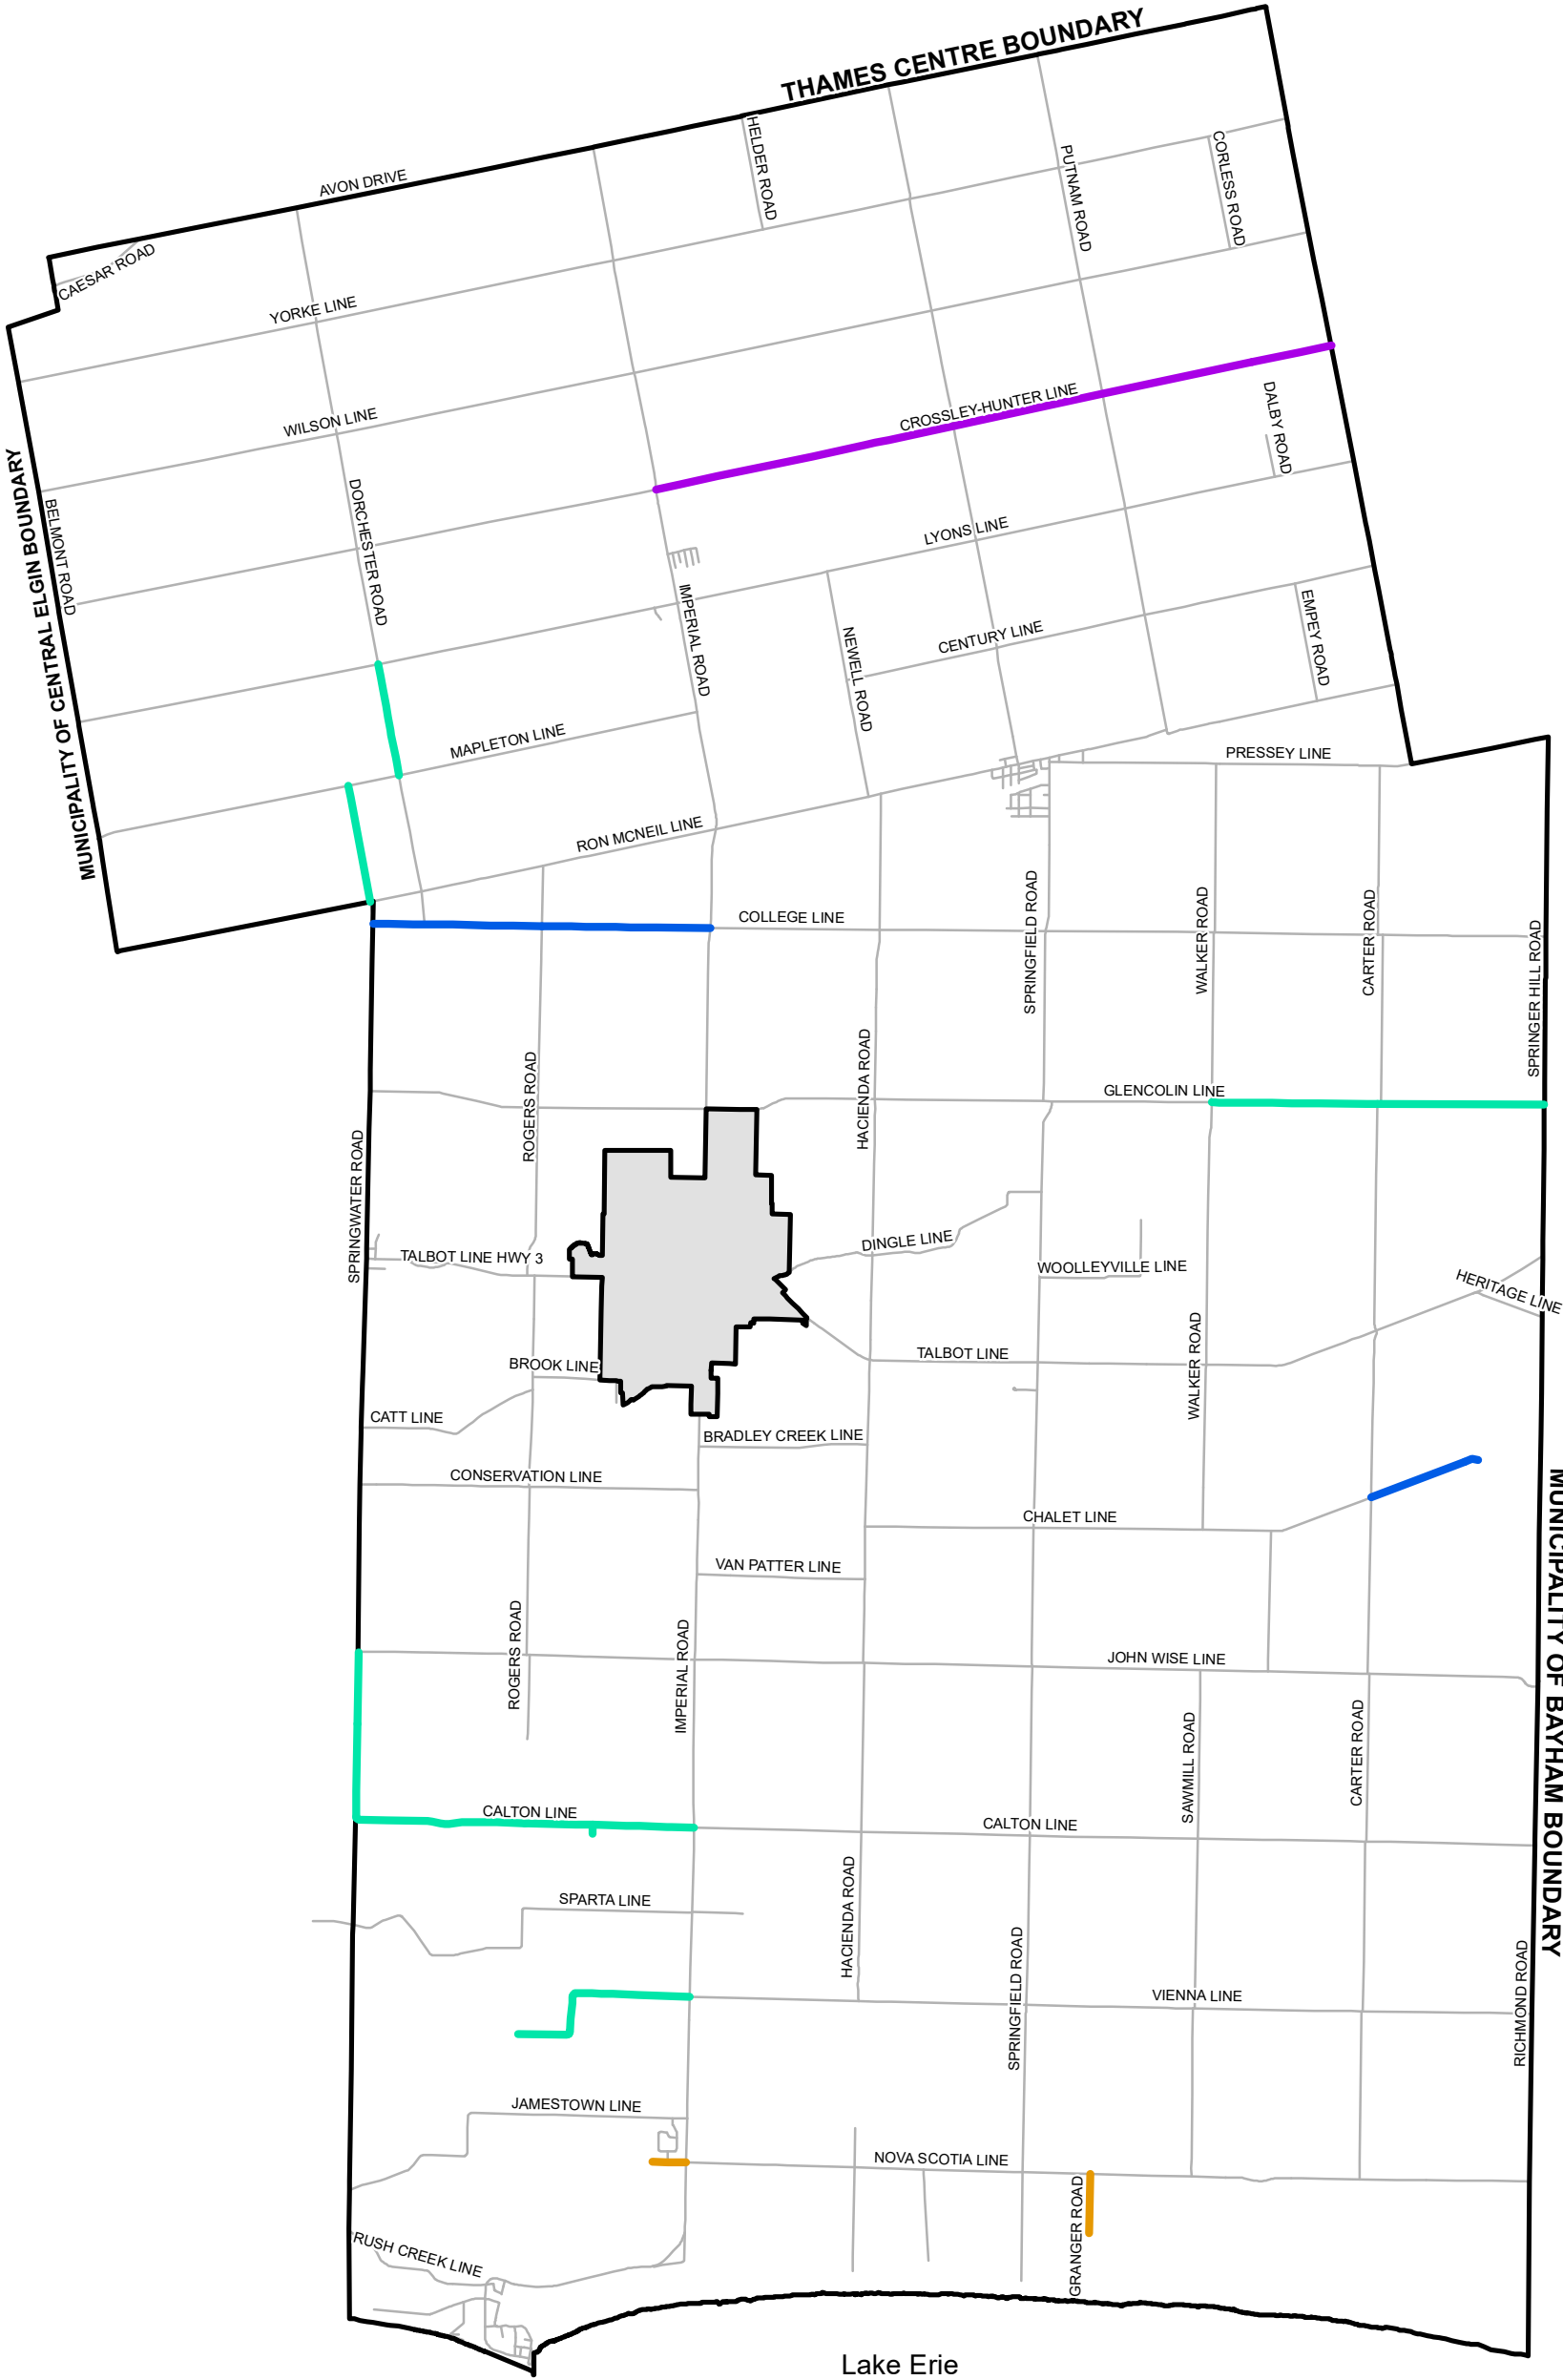 THAMES CENTRE BOUNDARY
HELDER ROAD
CORLESS ROAD
PUTNAM ROAD
AVON DRIVE
CAESAR ROAD
YORKE LINE
WILSON LINE
CROSSLEY-HUNTER LINE
DALBY ROAD
MUNICIPALITY OF CENTRAL ELGIN BOUNDARY
BELMONT ROAD
DORCHESTER ROAD
LYONS LINE
IMPERIAL ROAD
NEWELL ROAD
CENTURY LINE
EMPEY ROAD
MAPLETON LINE
PRESSEY LINE
RON MCNEIL LINE
COLLEGE LINE
SPRINGFIELD ROAD
WALKER ROAD
CARTER ROAD
SPRINGER HILL ROAD
ROGERS ROAD
HACIENDA ROAD
GLENCOLIN LINE
SPRINGWATER ROAD
TALBOT LINE HWY 3
DINGLE LINE
WOOLLEYVILLE LINE
HERITAGE LINE
BROOK LINE
TALBOT LINE
WALKER ROAD
CATT LINE
BRADLEY CREEK LINE
CONSERVATION LINE
CHALET LINE
MUNICIPALITY OF BAYHAM BOUNDARY
VAN PATTER LINE
ROGERS ROAD
IMPERIAL ROAD
JOHN WISE LINE
SAWMILL ROAD
CARTER ROAD
CALTON LINE
CALTON LINE
SPARTA LINE
HACIENDA ROAD
SPRINGFIELD ROAD
VIENNA LINE
RICHMOND ROAD
JAMESTOWN LINE
NOVA SCOTIA LINE
GRANGER ROAD
RUSH CREEK LINE
Lake Erie